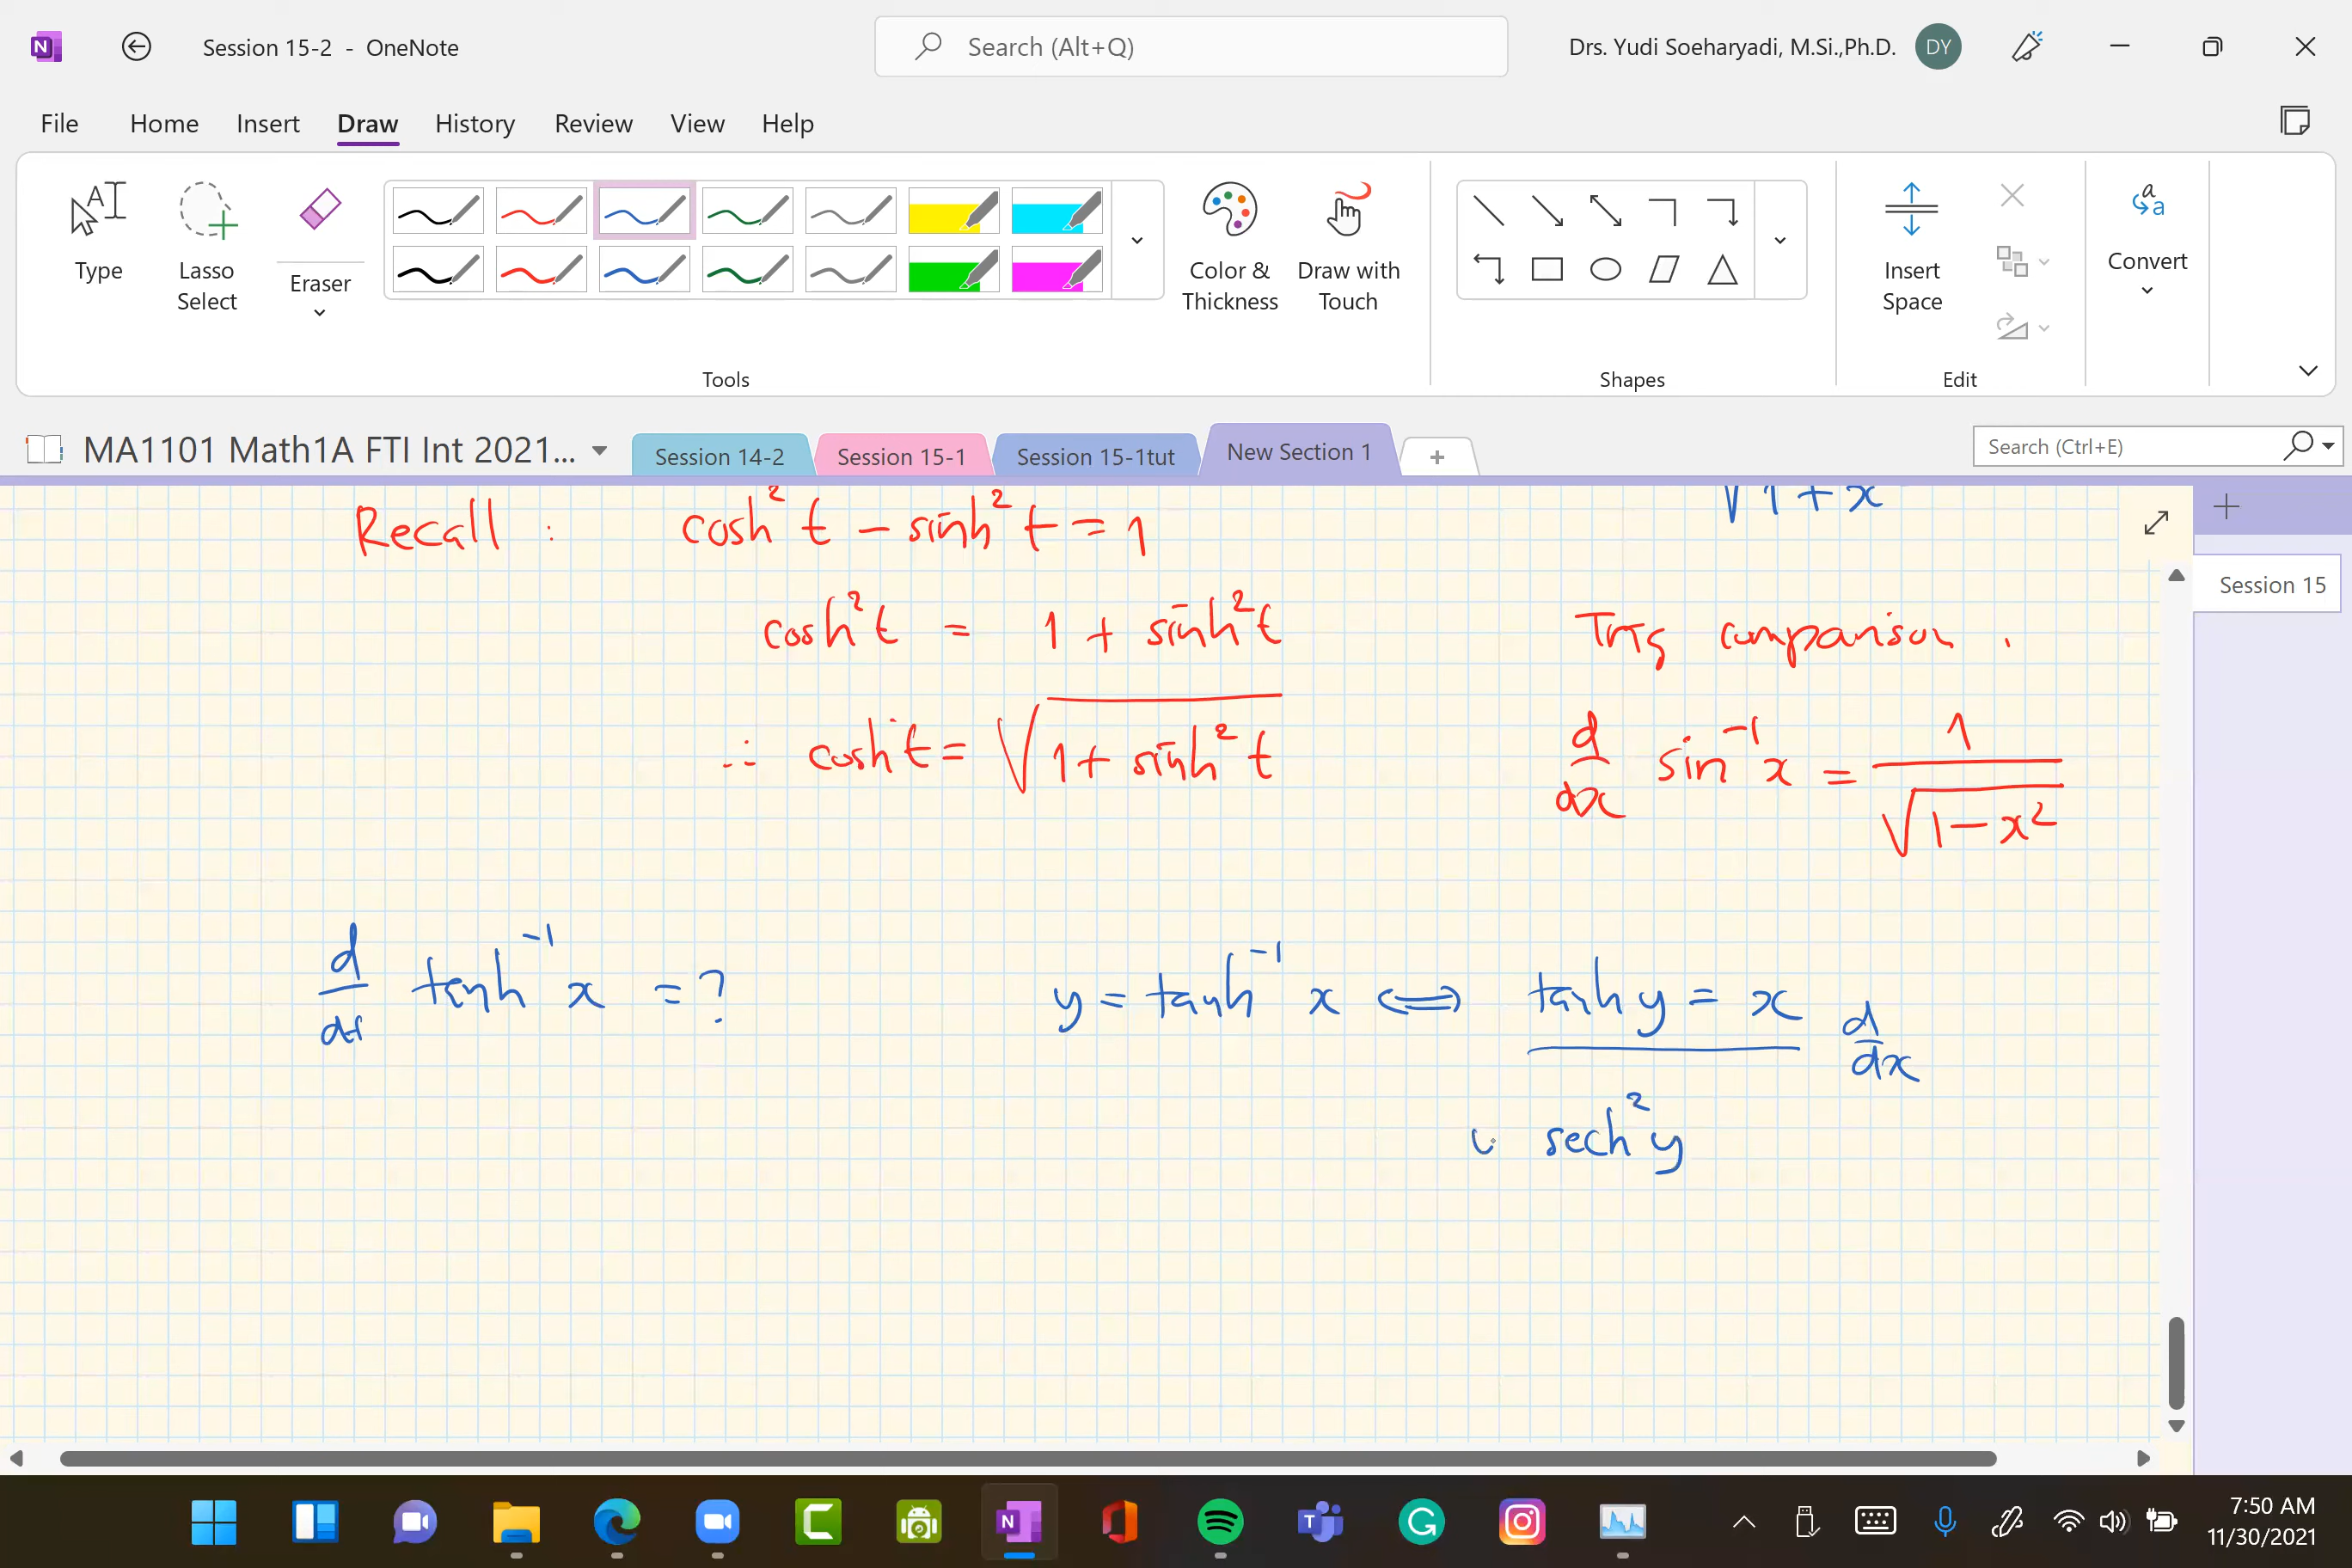 Session 15-2 - OneNote
Search (Alt+Q)
Drs. Yudi Soeharyadi, M.Si.,Ph.D.
DY
File Home Insert Draw History Review View Help
Type
Lasso Select
Eraser
Color & Thickness
Draw with Touch
Insert Space
Convert
Tools
Shapes
Edit
MA1101 Math1A FTI Int 2021...
Session 14-2
Session 15-1
Session 15-1tut
New Section 1
Search (Ctrl+E)
Session 15
Recall : cosh² t − sinh² t = 1
√1 + x
cosh² t = 1 + sinh² t
Trig comparison .
∴ cosh t = √(1 + sinh² t)
d/dx sin⁻¹ x = 1/√(1 − x²)
d/dx tanh⁻¹ x = ?
y = tanh⁻¹ x ⟺ tanh y = x d/dx
sech² y
7:50 AM
11/30/2021